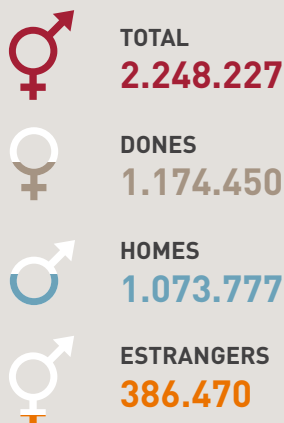 TOTAL
2.248.227
DONES
1.174.450
HOMES
1.073.777
ESTRANGERS
386.470